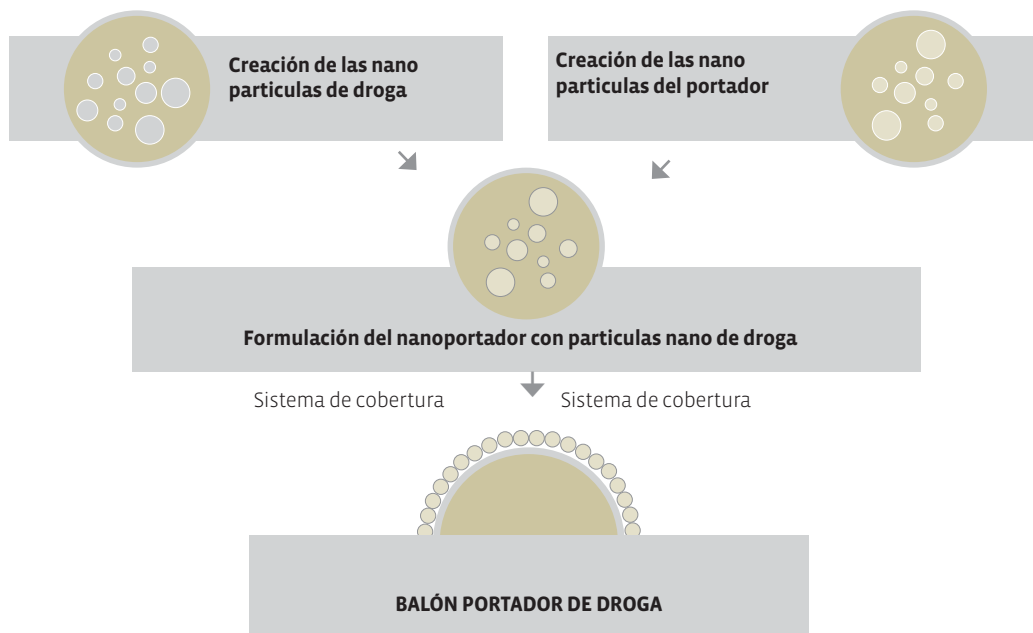 Creación de las nano
particulas de droga
Creación de las nano
particulas del portador
Formulación del nanoportador con particulas nano de droga
Sistema de cobertura
Sistema de cobertura
BALÓN PORTADOR DE DROGA